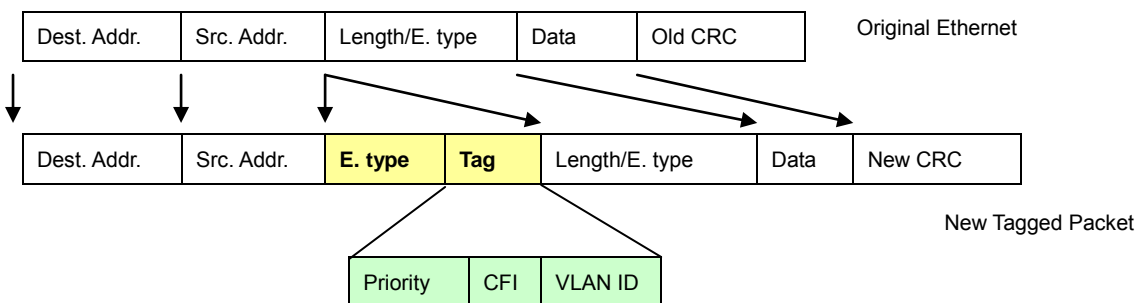 Dest. Addr. Src. Addr. Length/E. type Data Old CRC Original Ethernet
Dest. Addr. Src. Addr. E. type Tag Length/E. type Data New CRC
New Tagged Packet
Priority CFI VLAN ID